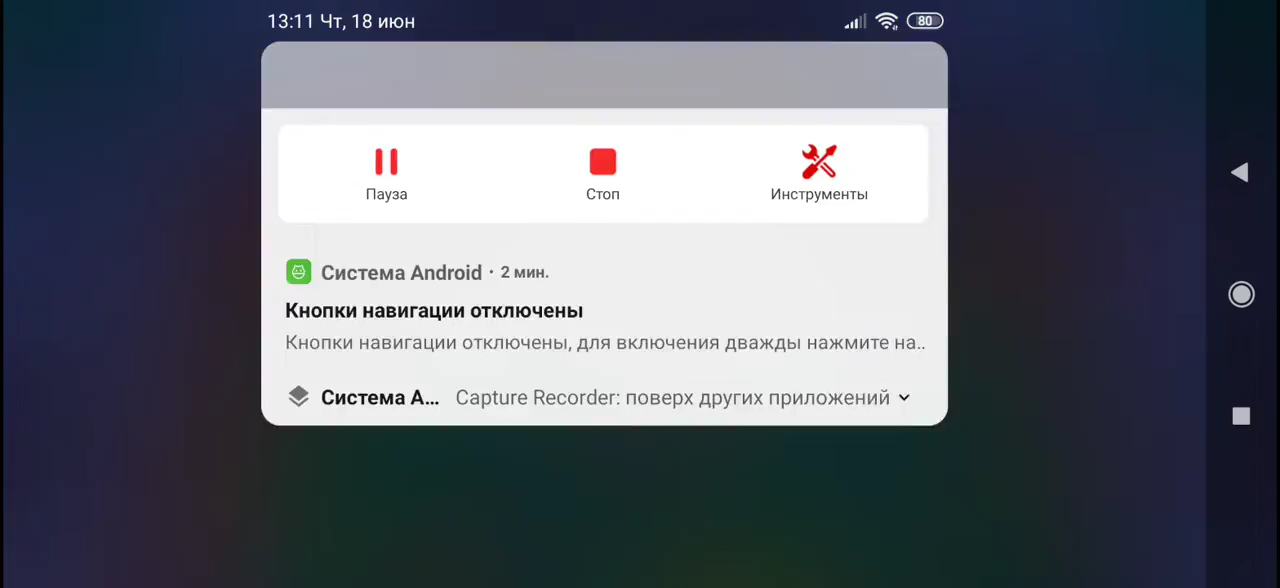 13:11 Чт, 18 июн 80
Пауза Стоп Инструменты
Система Android · 2 мин.
Кнопки навигации отключены
Кнопки навигации отключены, для включения дважды нажмите на..
Система А... Capture Recorder: поверх других приложений